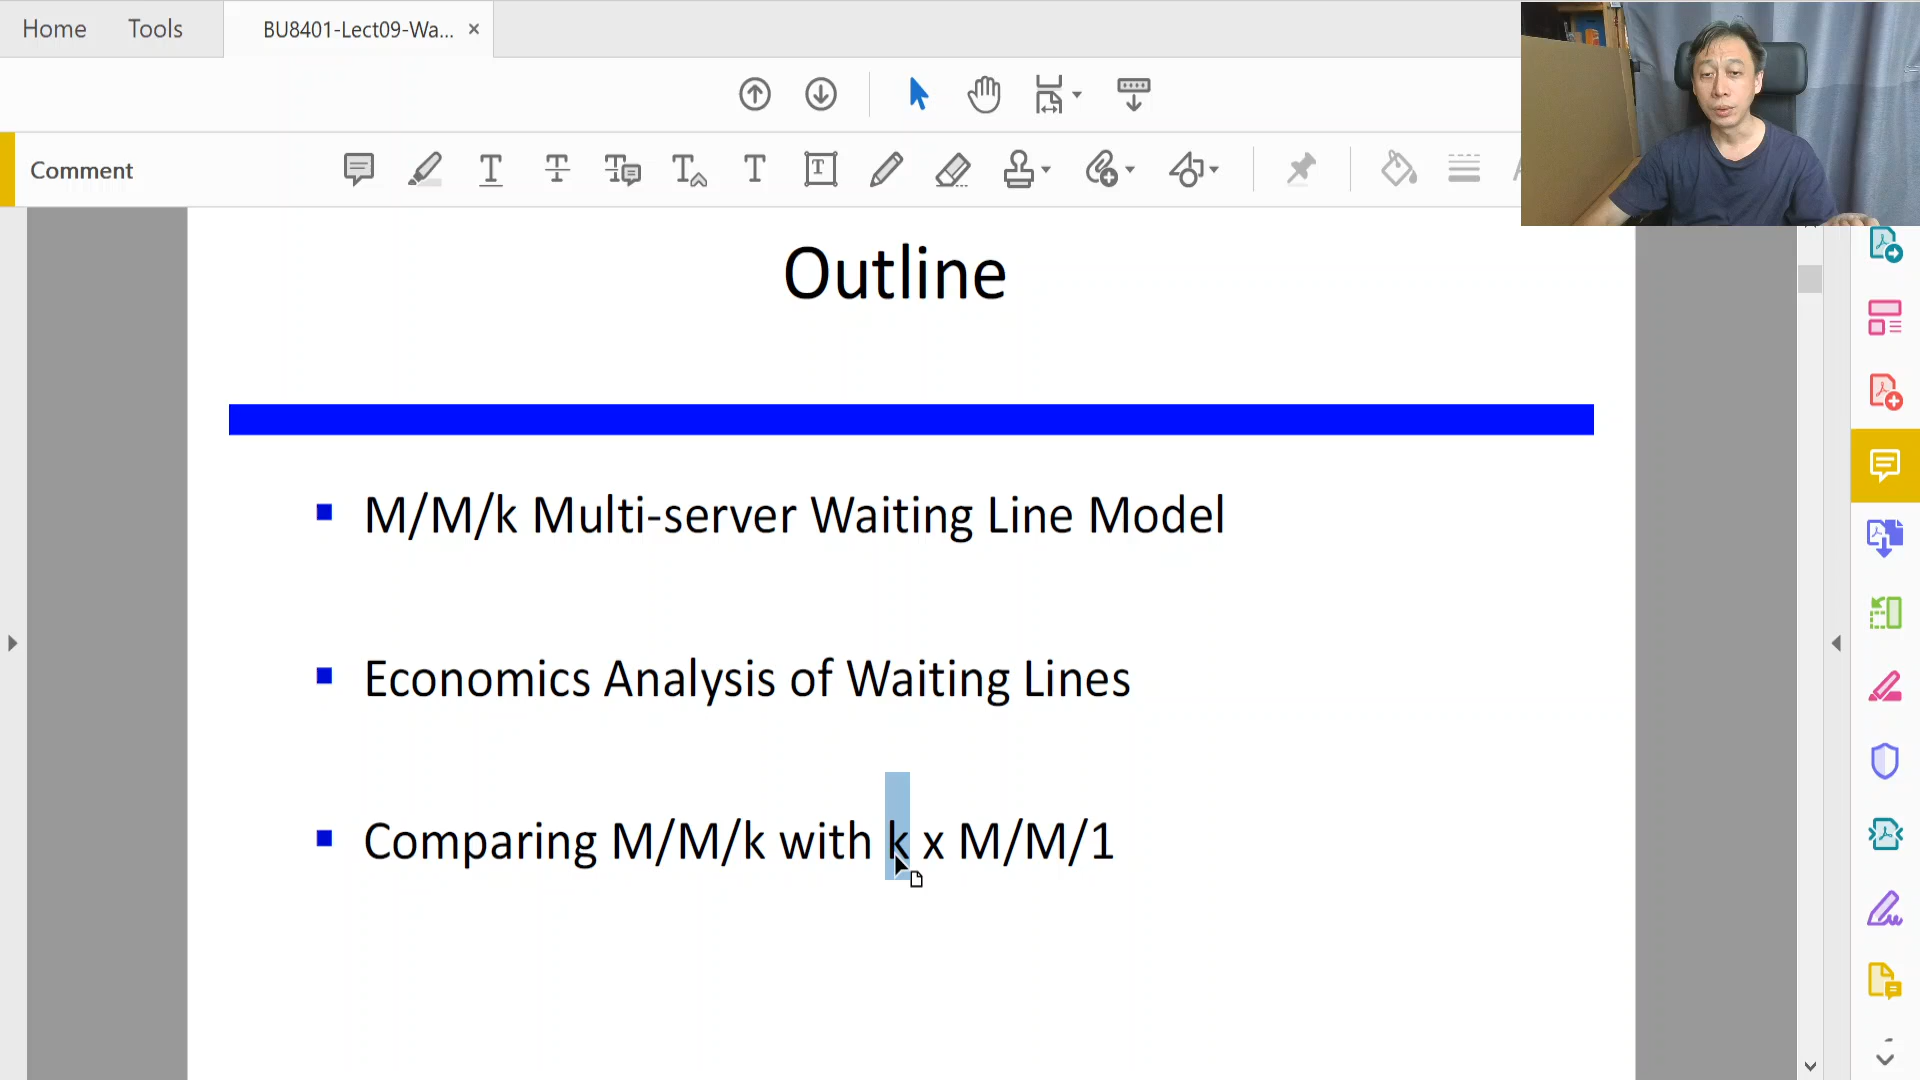 Home Tools BU8401-Lect09-Wa...
Comment
Outline
M/M/k Multi-server Waiting Line Model
Economics Analysis of Waiting Lines
Comparing M/M/k with k x M/M/1